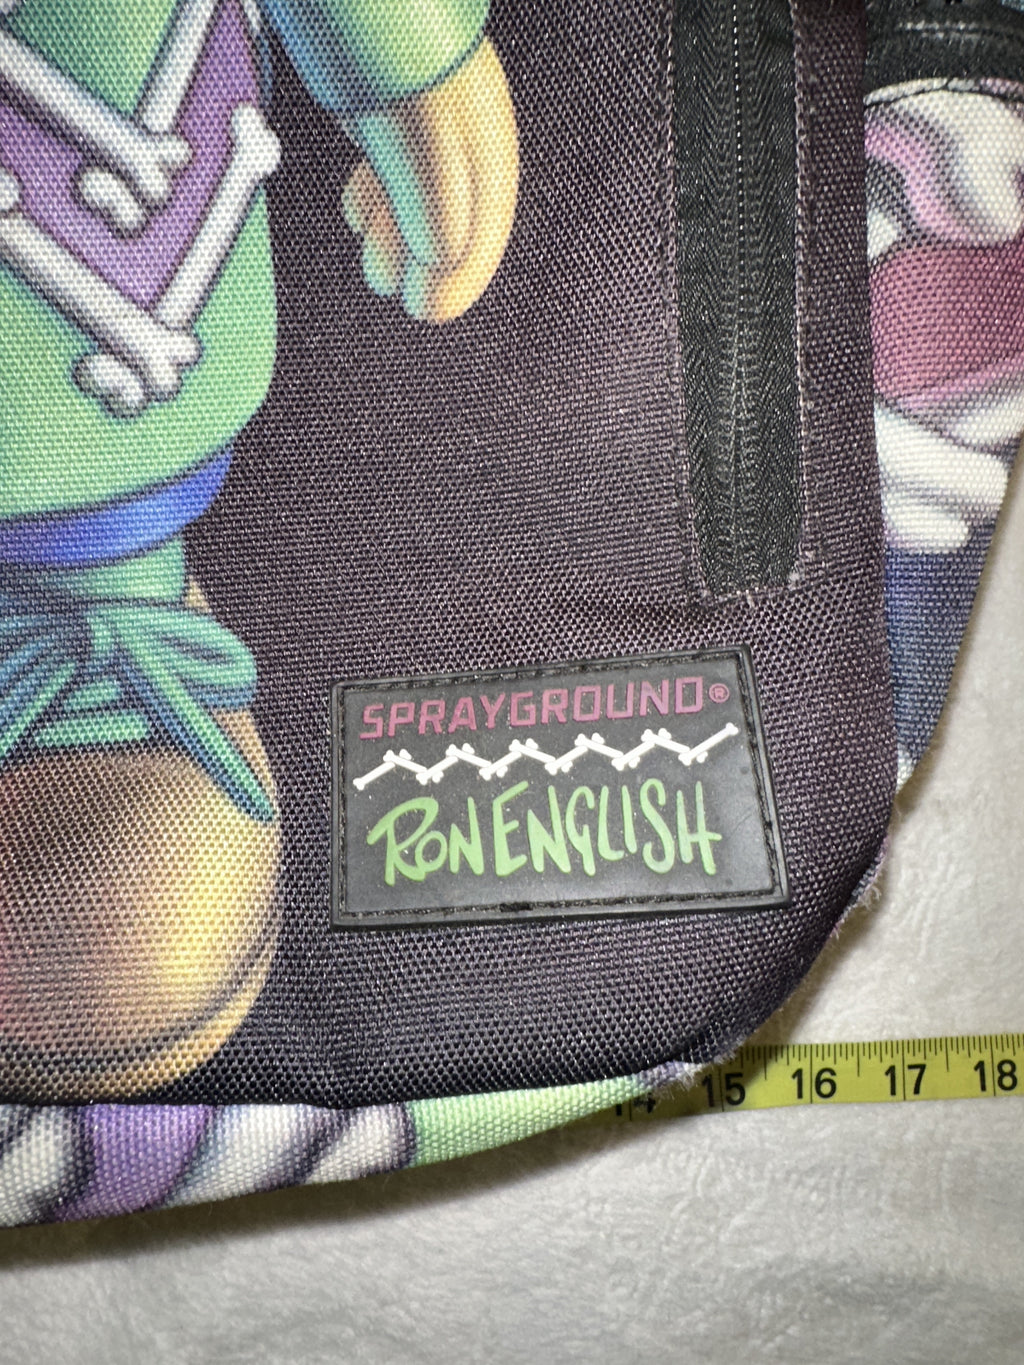 SPRAYGROUND®
RON ENGLISH
14 15 16 17 18